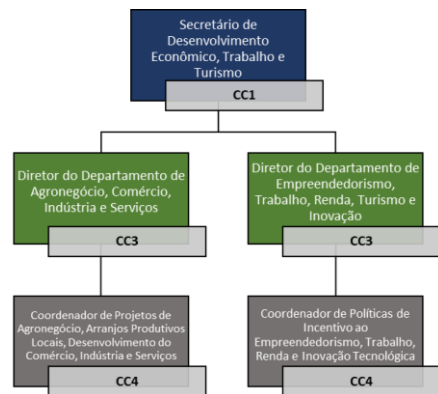 Secretário de
Desenvolvimento
Econômico, Trabalho e
Turismo
CC1
Diretor do Departamento de
Agronegócio, Comércio,
Indústria e Serviços
CC3
Diretor do Departamento de
Empreendedorismo,
Trabalho, Renda, Turismo e
Inovação
CC3
Coordenador de Projetos de
Agronegócio, Arranjos Produtivos
Locais, Desenvolvimento do
Comércio, Indústria e Serviços
CC4
Coordenador de Políticas de
Incentivo ao
Empreendedorismo, Trabalho,
Renda e Inovação Tecnológica
CC4